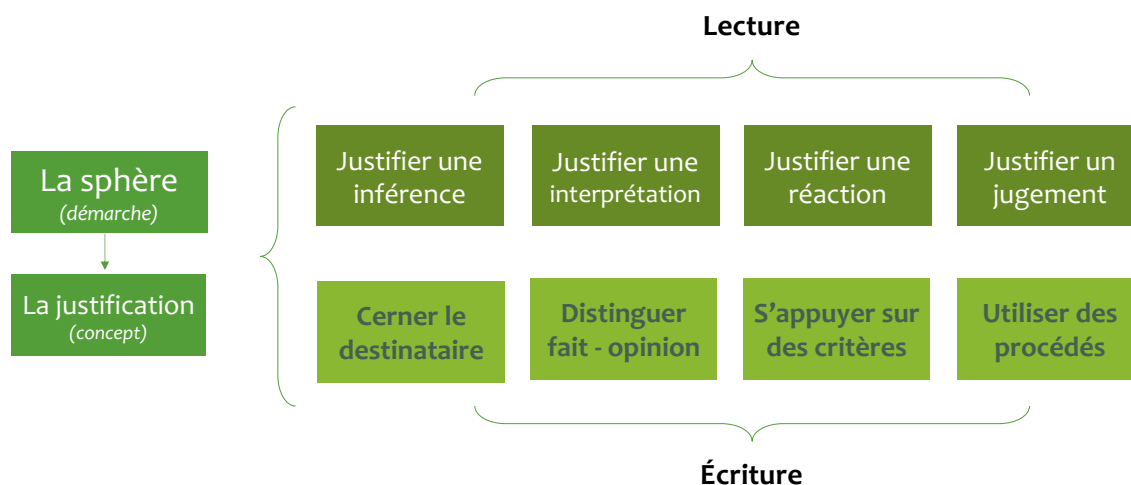 Lecture
La sphère
(démarche)
La justification
(concept)
Justifier une
inférence
Justifier une
interprétation
Justifier une
réaction
Justifier un
jugement
Cerner le
destinataire
Distinguer
fait - opinion
S’appuyer sur
des critères
Utiliser des
procédés
Écriture